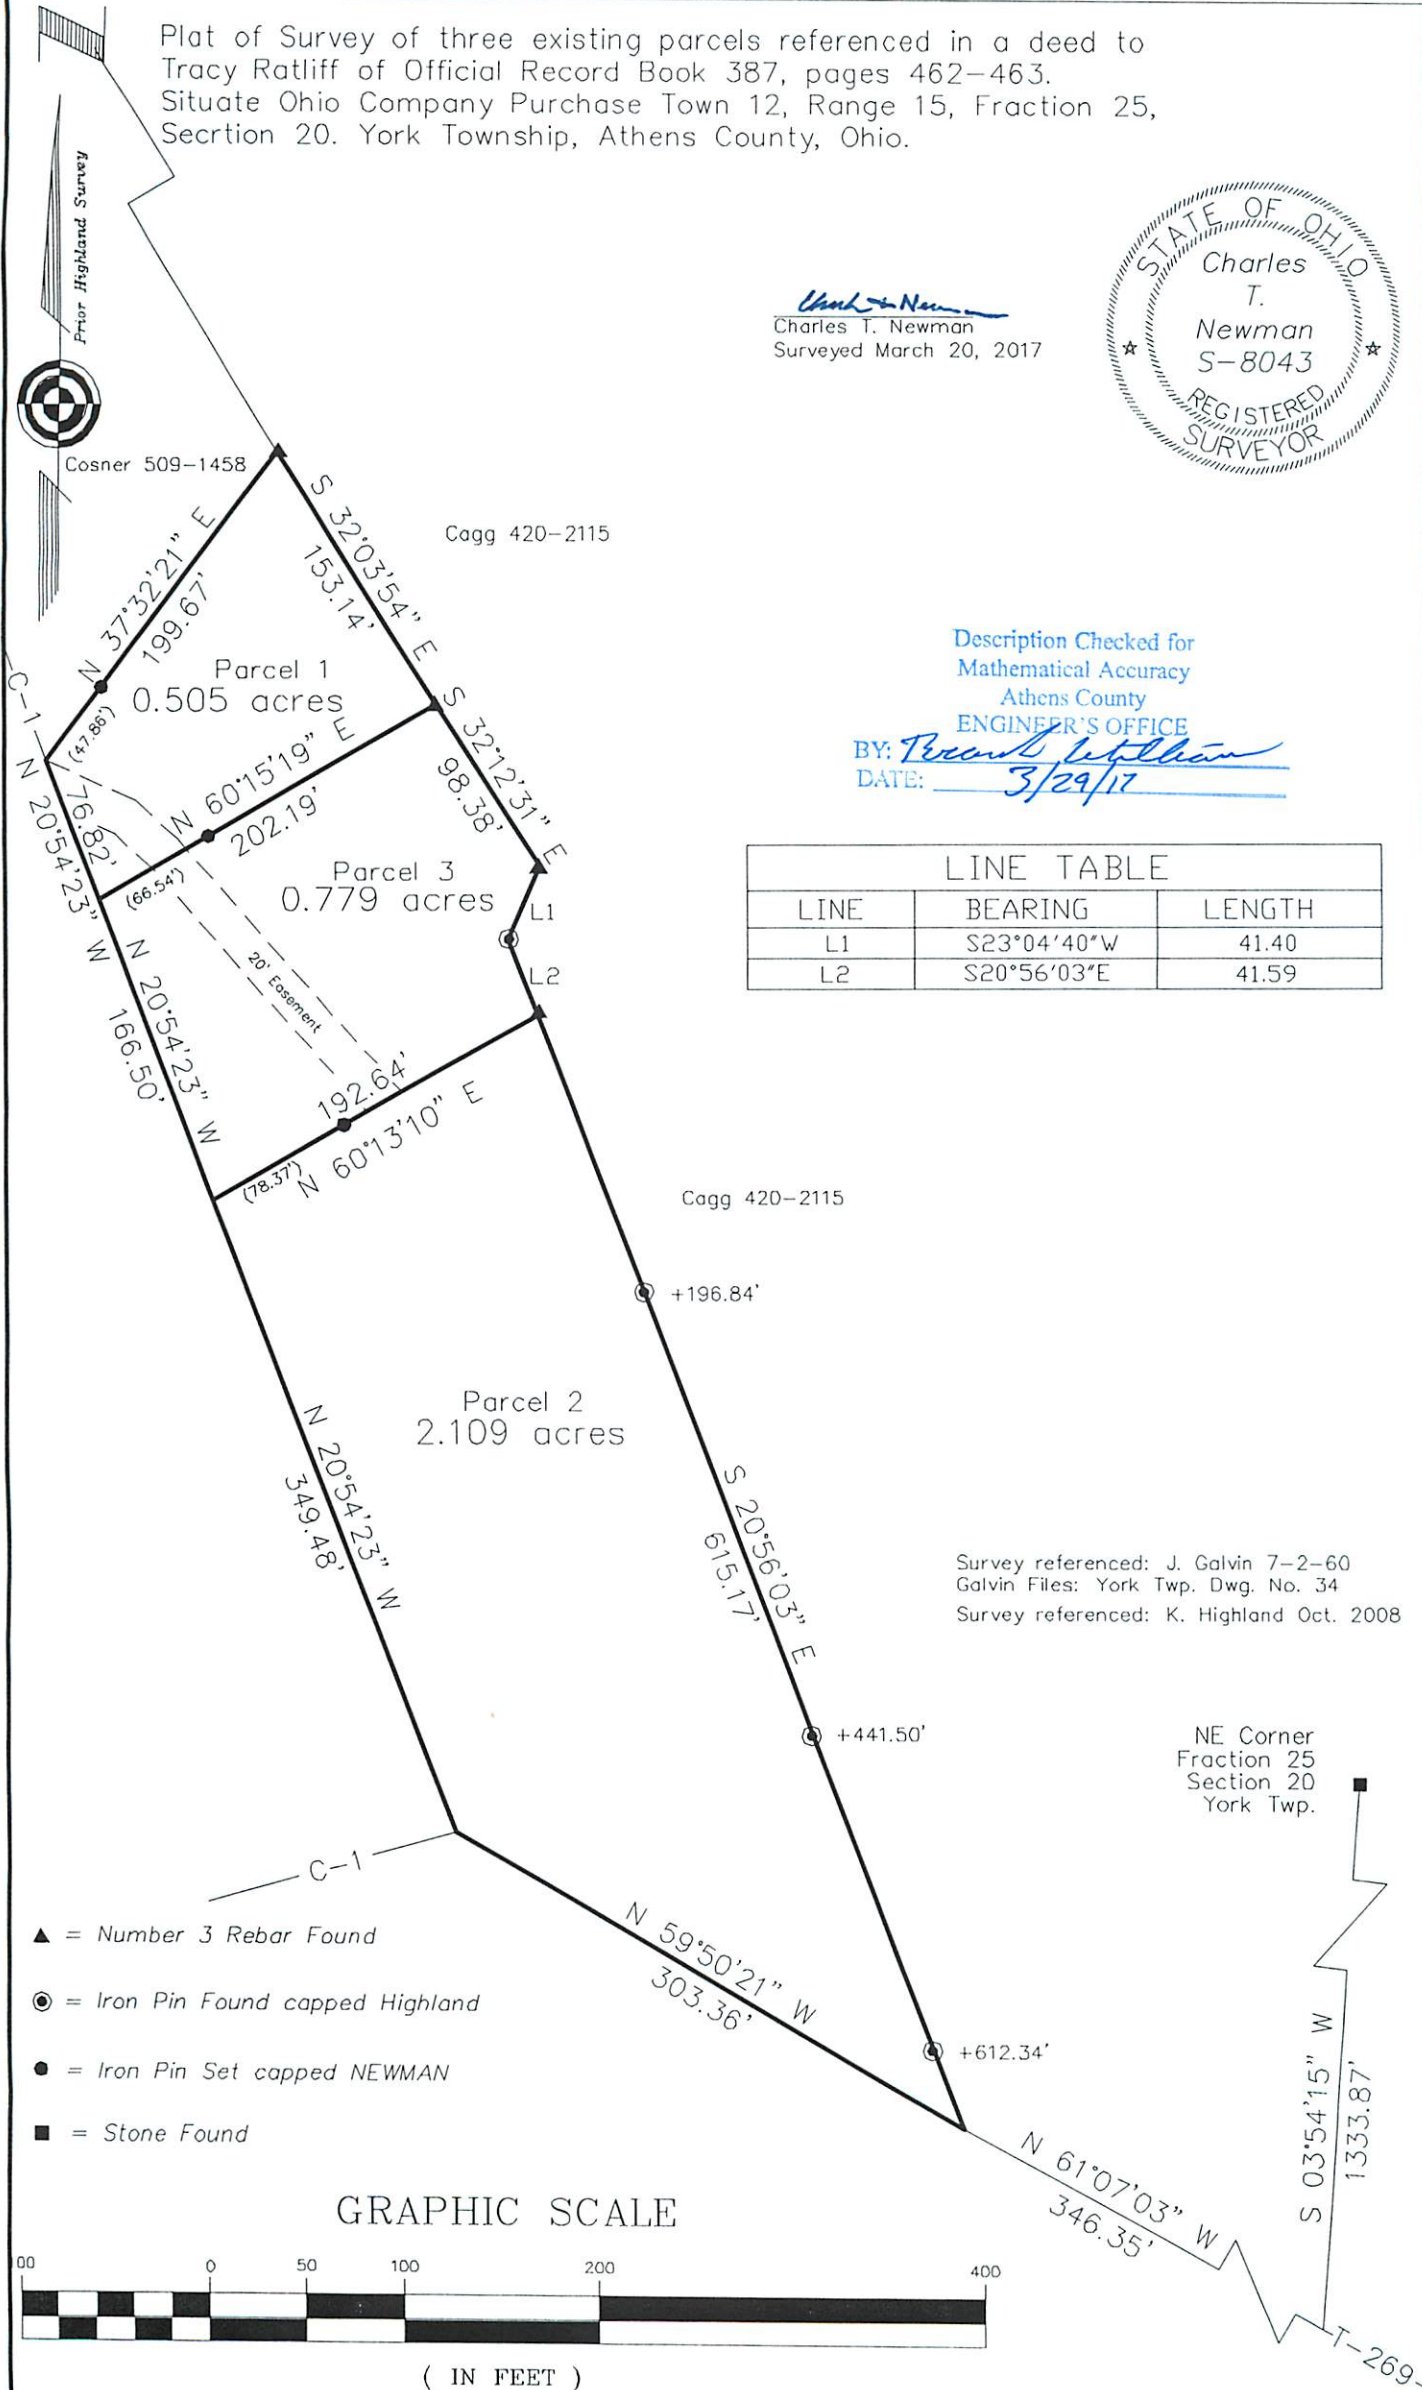 Plat of Survey of three existing parcels referenced in a deed to
Tracy Ratliff of Official Record Book 387, pages 462-463.
Situate Ohio Company Purchase Town 12, Range 15, Fraction 25,
Secrtion 20. York Township, Athens County, Ohio.
Prior Highland Survey
STATE OF OHIO
Charles
T.
Newman
S-8043
REGISTERED
SURVEYOR
Charles T. Newman
Surveyed March 20, 2017
Cosner 509-1458
Cagg 420-2115
S 32°03'54" E
153.14'
N 37°32'21" E
199.67'
(47.86')
Parcel 1
0.505 acres
C-1
N 20°54'23" W
76.82'
N 60°15'19" E
202.19'
(66.54')
S 32°12'31" E
98.38'
Parcel 3
0.779 acres
L1
L2
20' Easement
N 20°54'23" W
166.50'
192.64'
N 60°13'10" E
(78.37')
Description Checked for
Mathematical Accuracy
Athens County
ENGINEER'S OFFICE
BY:
DATE: 3/29/17
LINE TABLE
LINE BEARING LENGTH
L1 S23°04'40"W 41.40
L2 S20°56'03"E 41.59
Cagg 420-2115
+196.84'
Parcel 2
2.109 acres
N 20°54'23" W
349.48'
S 20°56'03" E
615.17'
Survey referenced: J. Galvin 7-2-60
Galvin Files: York Twp. Dwg. No. 34
Survey referenced: K. Highland Oct. 2008
+441.50'
NE Corner
Fraction 25
Section 20
York Twp.
C-1
N 59°50'21" W
303.36'
+612.34'
N 61°07'03" W
346.35'
S 03°54'15" W
1333.87'
T-269-
▲ = Number 3 Rebar Found
= Iron Pin Found capped Highland
● = Iron Pin Set capped NEWMAN
■ = Stone Found
GRAPHIC SCALE
00 0 50 100 200 400
( IN FEET )